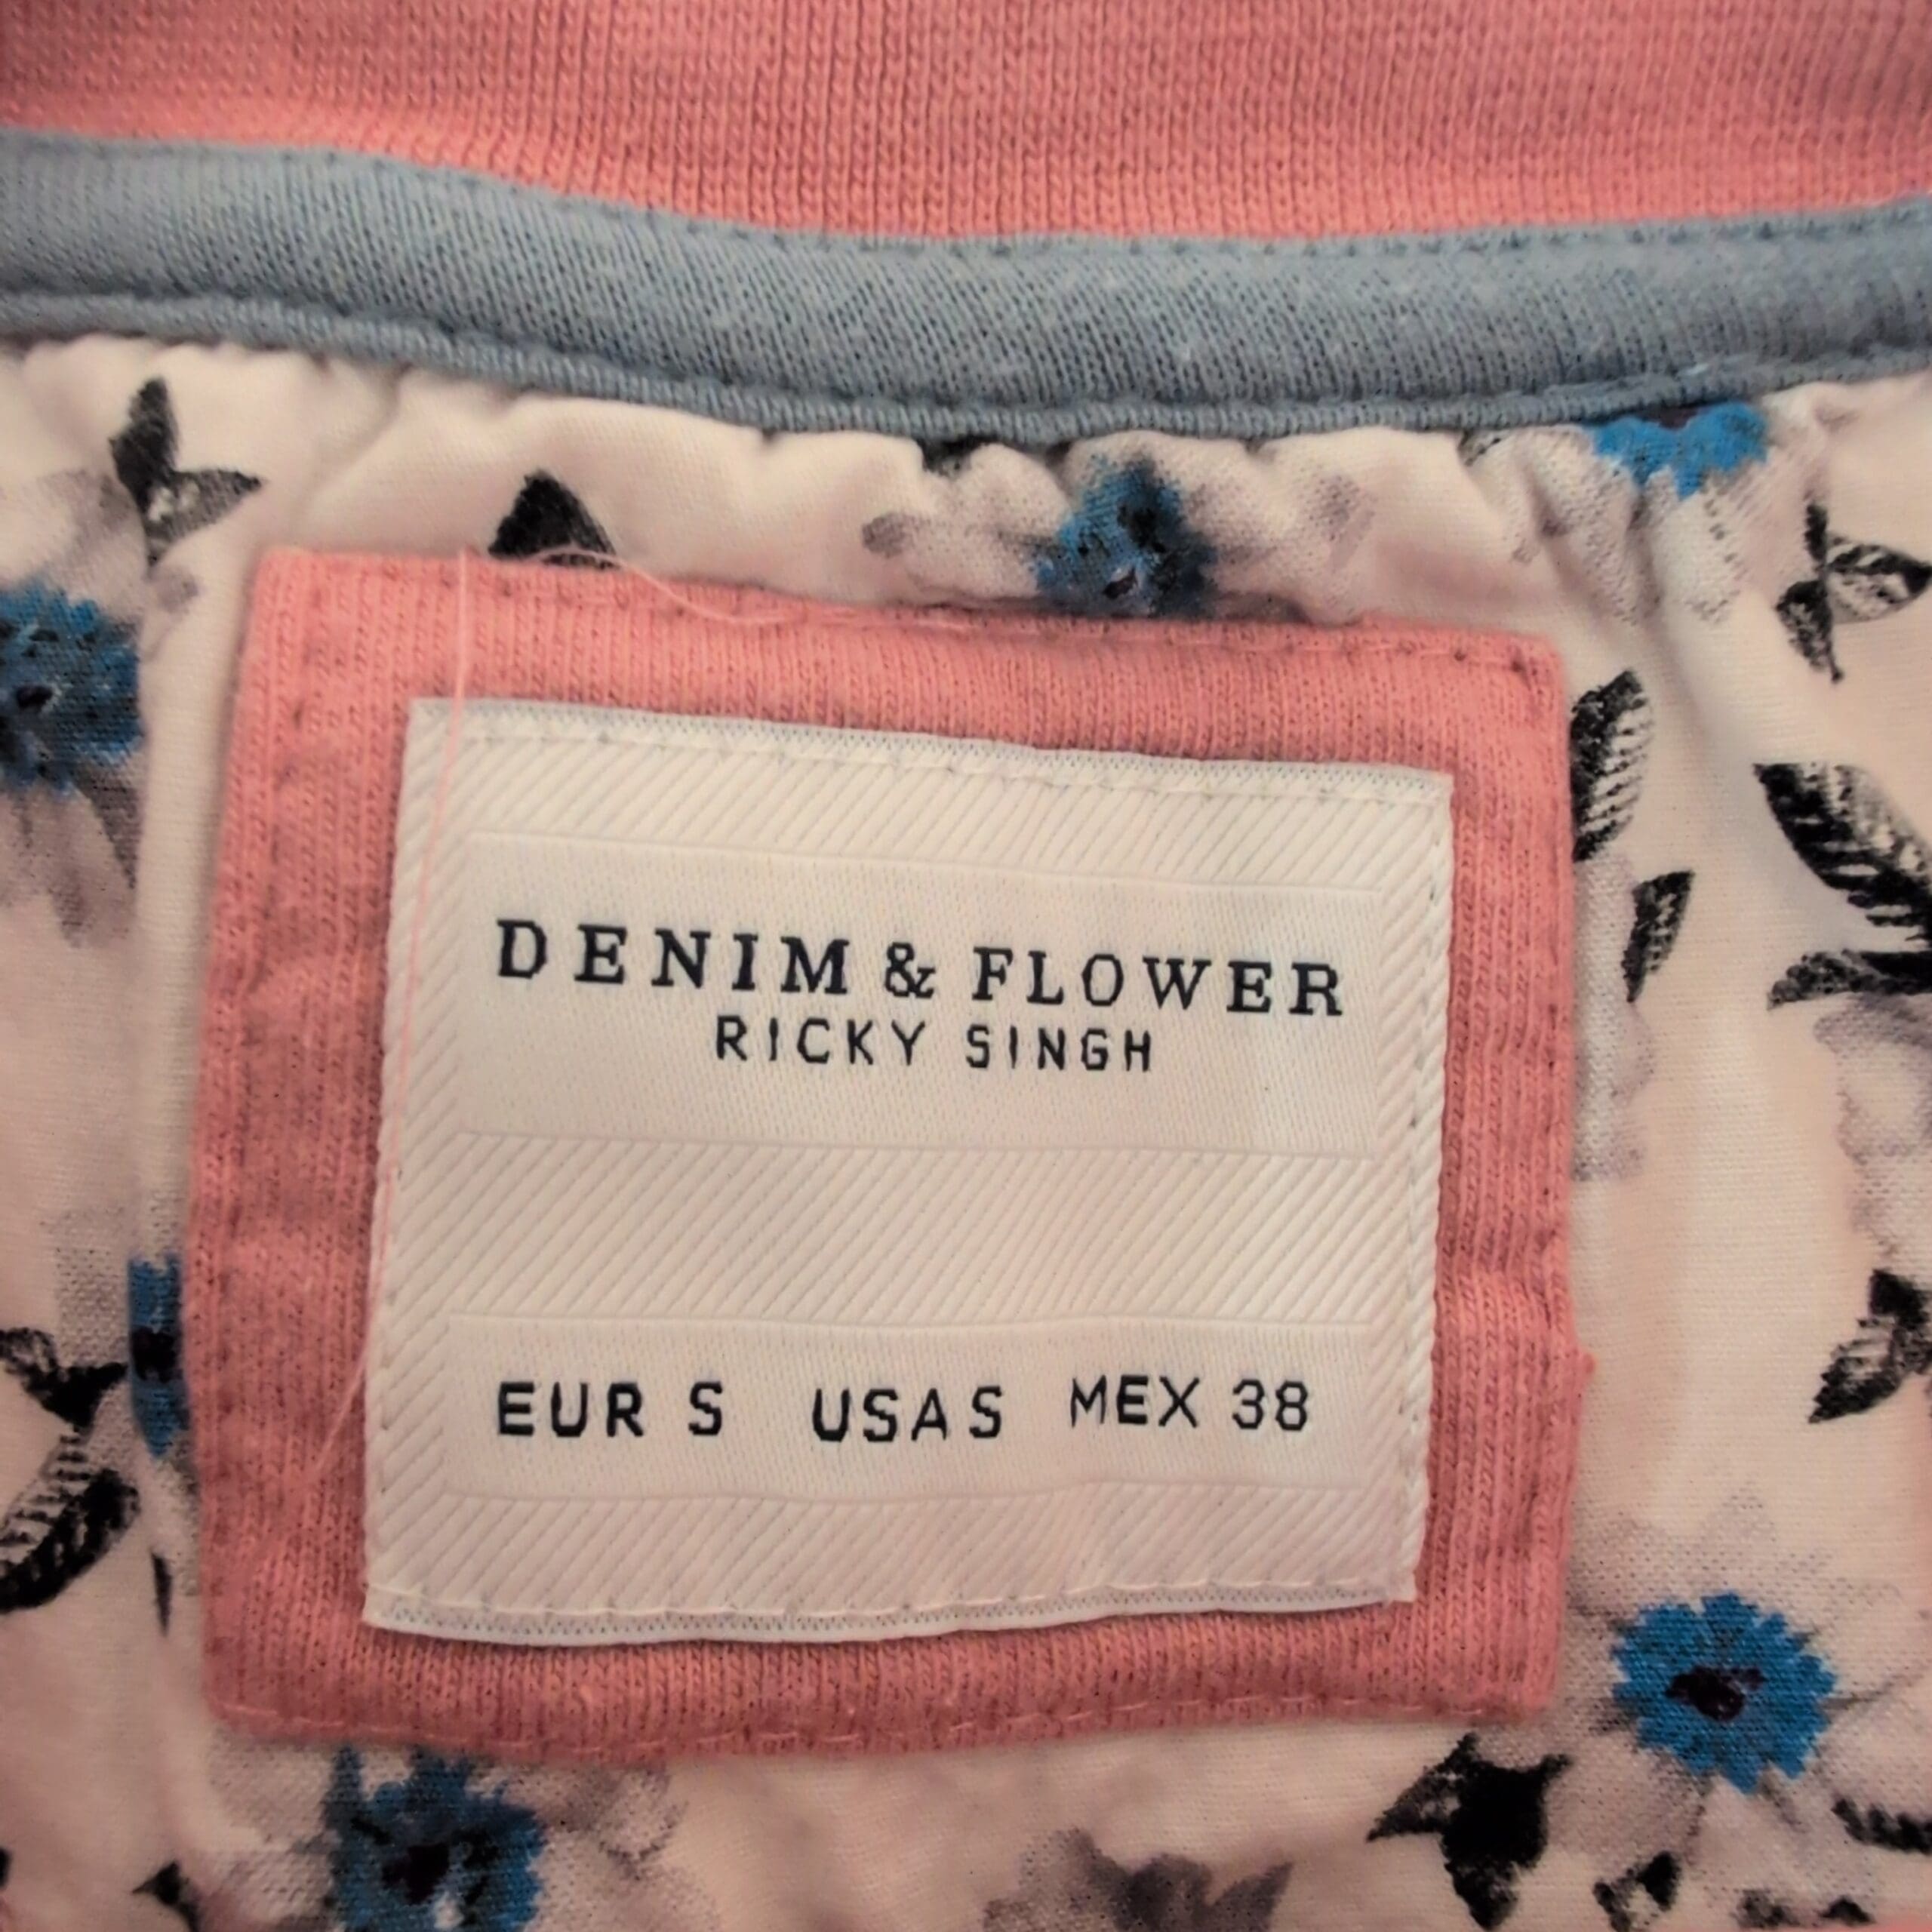 DENIM & FLOWER
RICKY SINGH
EUR S USA S MEX 38